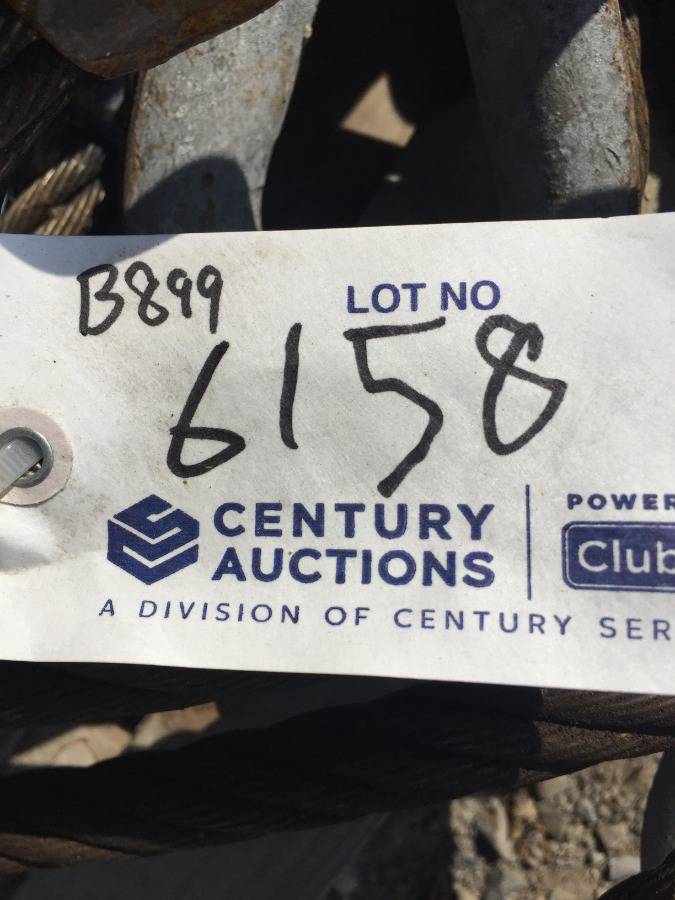 B899
LOT NO
6158
CENTURY
AUCTIONS
POWER
Club
A DIVISION OF CENTURY SER